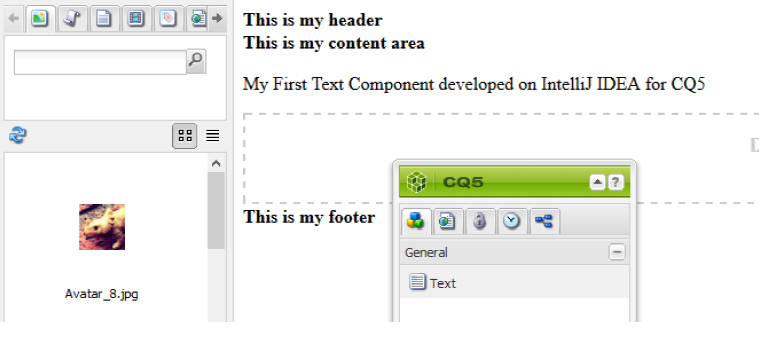 This is my header
This is my content area
My First Text Component developed on IntelliJ IDEA for CQ5
CQ5
This is my footer
General
Text
Avatar_8.jpg